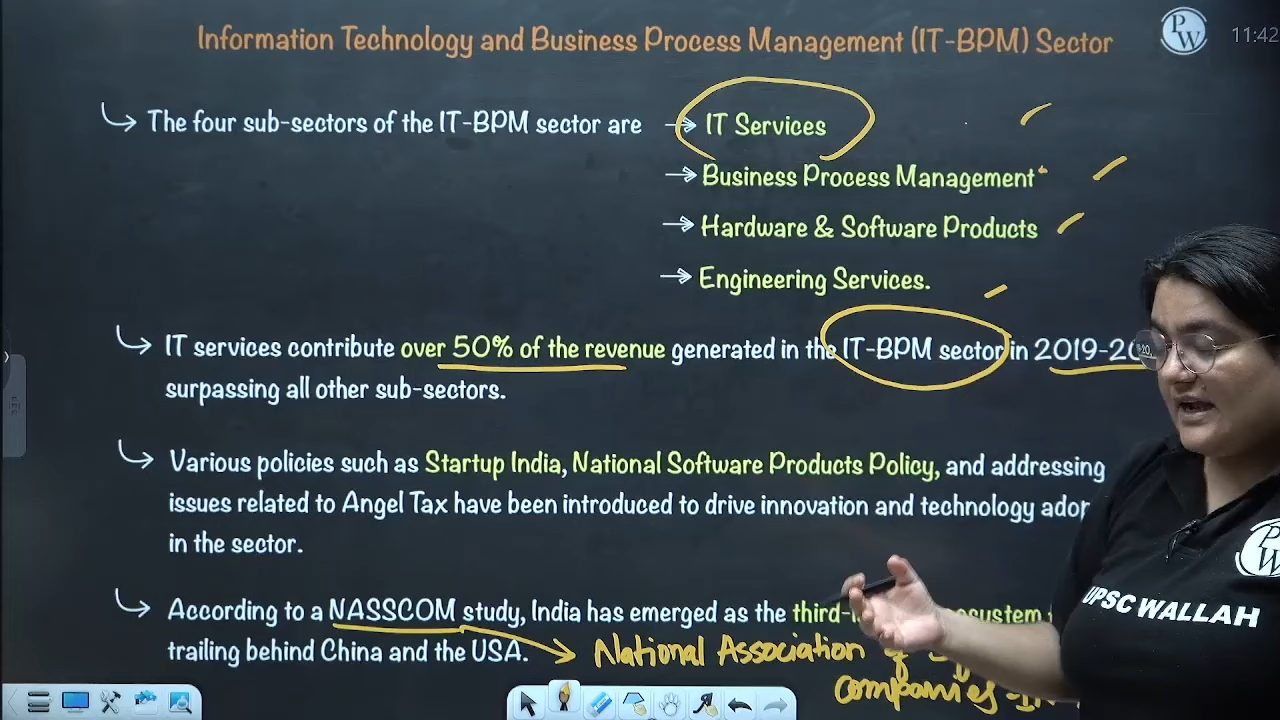 Information Technology and Business Process Management (IT-BPM) Sector
PW
11:42
The four sub-sectors of the IT-BPM sector are → IT Services
→ Business Process Management
→ Hardware & Software Products
→ Engineering Services.
IT services contribute over 50% of the revenue generated in the IT-BPM sector in 2019-20
surpassing all other sub-sectors.
Various policies such as Startup India, National Software Products Policy, and addressing
issues related to Angel Tax have been introduced to drive innovation and technology
in the sector.
According to a NASSCOM study, India has emerged as the
trailing behind China and the USA.
National Association of
companies
PW
UPSC WALLAH